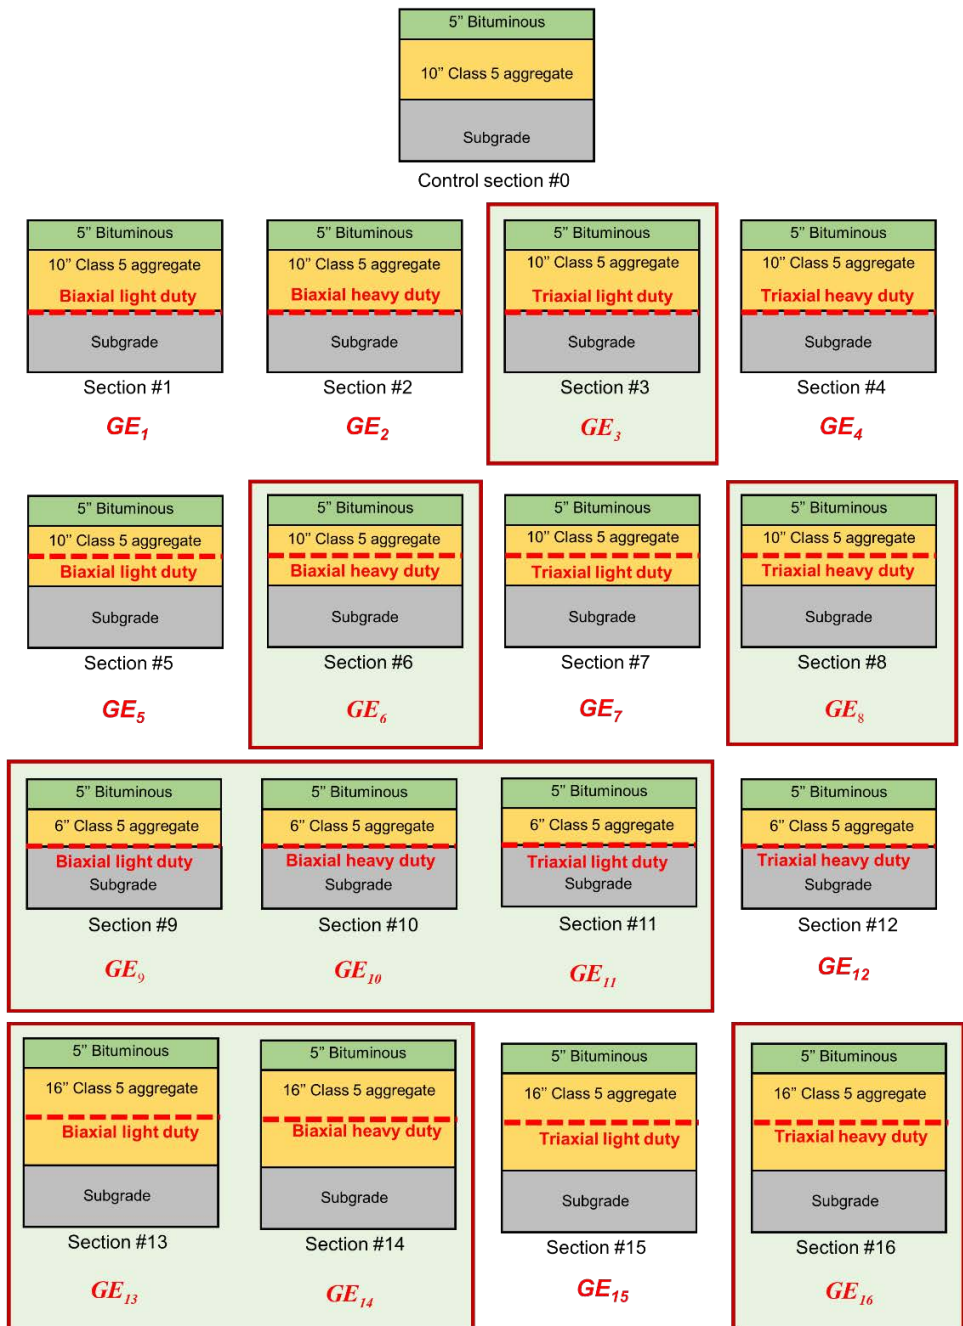 5” Bituminous
10” Class 5 aggregate
Subgrade
Control section #0
5” Bituminous
10” Class 5 aggregate
Biaxial light duty
Subgrade
Section #1
GE1
5” Bituminous
10” Class 5 aggregate
Biaxial heavy duty
Subgrade
Section #2
GE2
5” Bituminous
10” Class 5 aggregate
Triaxial light duty
Subgrade
Section #3
GE3
5” Bituminous
10” Class 5 aggregate
Triaxial heavy duty
Subgrade
Section #4
GE4
5” Bituminous
10” Class 5 aggregate
Biaxial light duty
Subgrade
Section #5
GE5
5” Bituminous
10” Class 5 aggregate
Biaxial heavy duty
Subgrade
Section #6
GE6
5” Bituminous
10” Class 5 aggregate
Triaxial light duty
Subgrade
Section #7
GE7
5” Bituminous
10” Class 5 aggregate
Triaxial heavy duty
Subgrade
Section #8
GE8
5” Bituminous
6” Class 5 aggregate
Biaxial light duty
Subgrade
Section #9
GE9
5” Bituminous
6” Class 5 aggregate
Biaxial heavy duty
Subgrade
Section #10
GE10
5” Bituminous
6” Class 5 aggregate
Triaxial light duty
Subgrade
Section #11
GE11
5” Bituminous
6” Class 5 aggregate
Triaxial heavy duty
Subgrade
Section #12
GE12
5” Bituminous
16” Class 5 aggregate
Biaxial light duty
Subgrade
Section #13
GE13
5” Bituminous
16” Class 5 aggregate
Biaxial heavy duty
Subgrade
Section #14
GE14
5” Bituminous
16” Class 5 aggregate
Triaxial light duty
Subgrade
Section #15
GE15
5” Bituminous
16” Class 5 aggregate
Triaxial heavy duty
Subgrade
Section #16
GE16